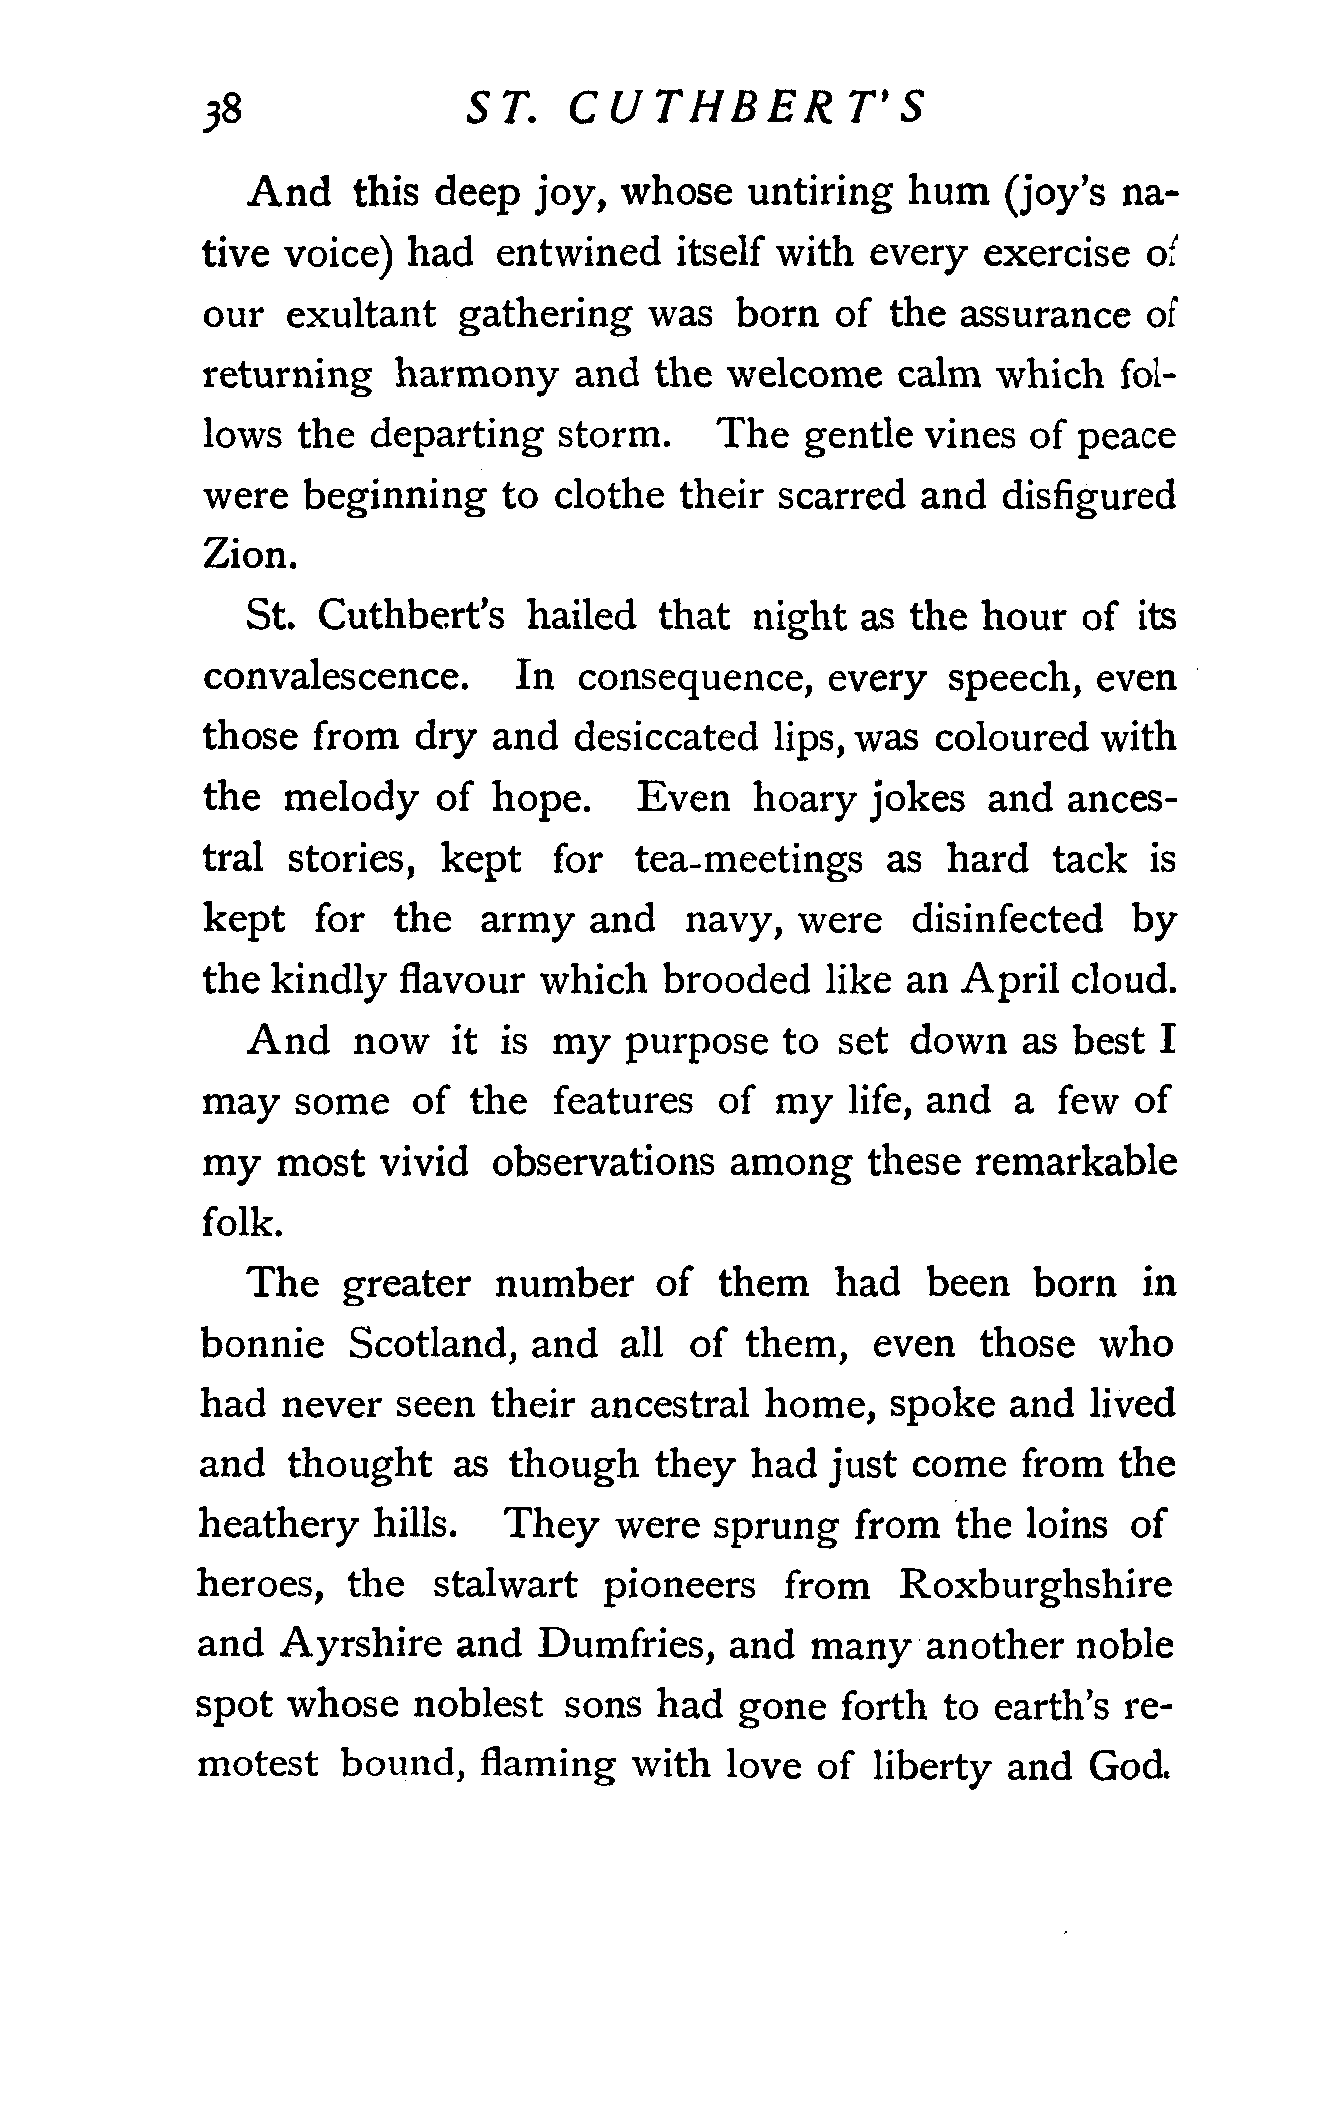 38 ST. CUTHBERT'S
And this deep joy, whose untiring hum (joy's na-
tive voice) had entwined itself with every exercise of
our exultant gathering was born of the assurance of
returning harmony and the welcome calm which fol-
lows the departing storm. The gentle vines of peace
were beginning to clothe their scarred and disfigured
Zion.
St. Cuthbert's hailed that night as the hour of its
convalescence. In consequence, every speech, even
those from dry and desiccated lips, was coloured with
the melody of hope. Even hoary jokes and ances-
tral stories, kept for tea-meetings as hard tack is
kept for the army and navy, were disinfected by
the kindly flavour which brooded like an April cloud.
And now it is my purpose to set down as best I
may some of the features of my life, and a few of
my most vivid observations among these remarkable
folk.
The greater number of them had been born in
bonnie Scotland, and all of them, even those who
had never seen their ancestral home, spoke and lived
and thought as though they had just come from the
heathery hills. They were sprung from the loins of
heroes, the stalwart pioneers from Roxburghshire
and Ayrshire and Dumfries, and many another noble
spot whose noblest sons had gone forth to earth's re-
motest bound, flaming with love of liberty and God.